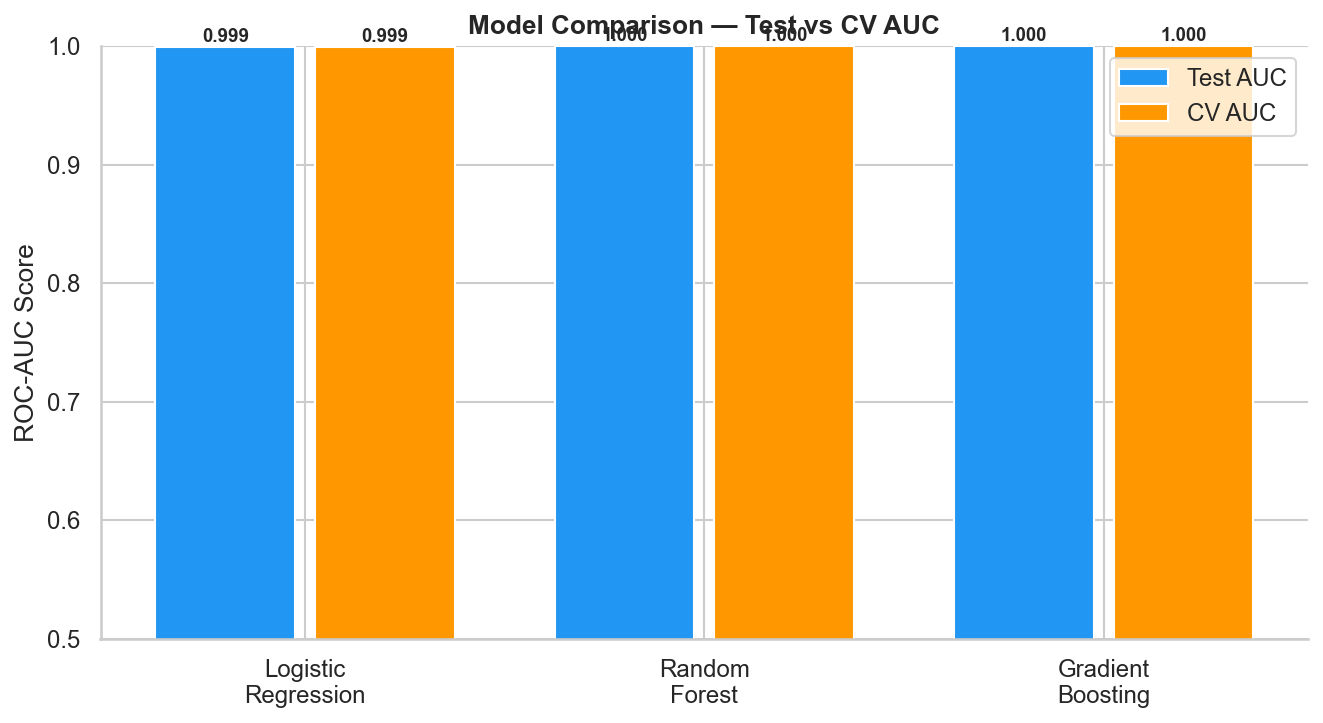 Model Comparison — Test vs CV AUC
0.999
0.999
1.000
1.000
1.000
1.000
Test AUC
CV AUC
ROC-AUC Score
1.0
0.9
0.8
0.7
0.6
0.5
Logistic
Regression
Random
Forest
Gradient
Boosting